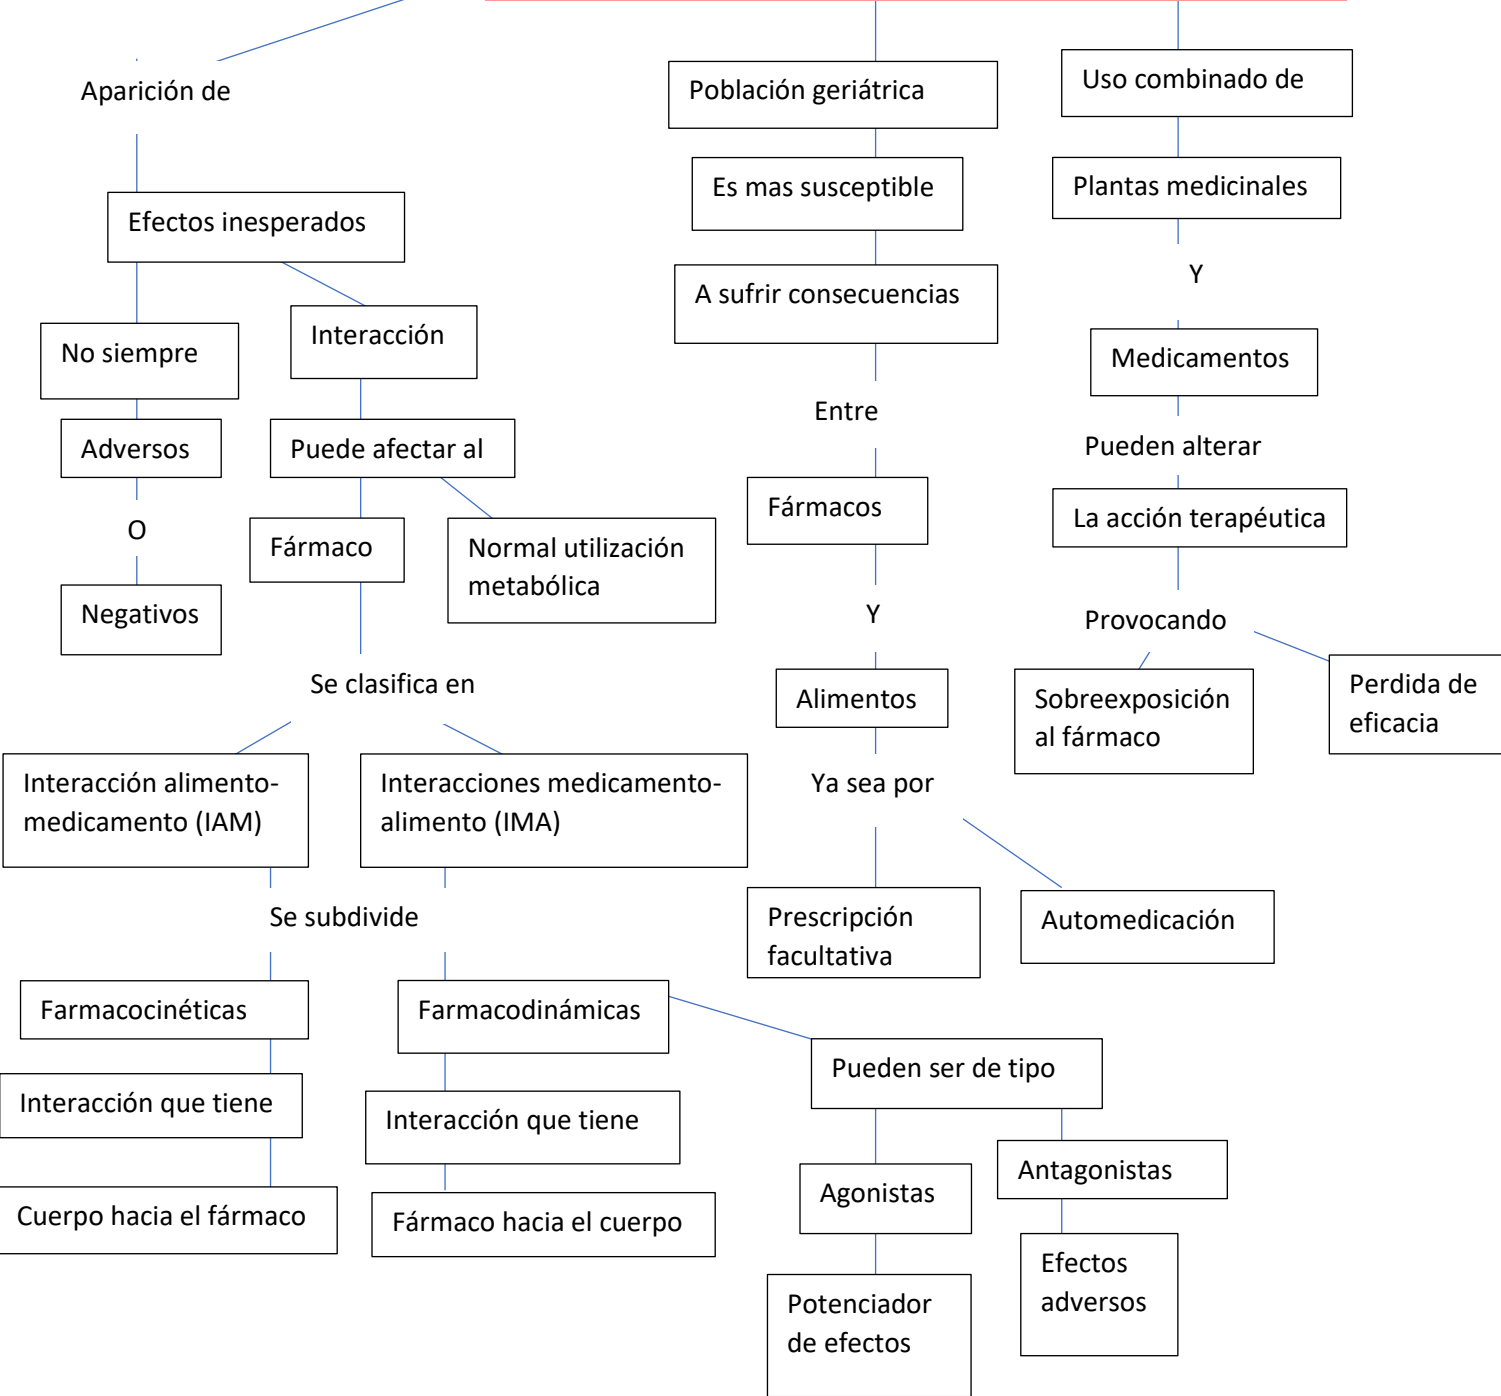 Aparición de
Efectos inesperados
No siempre
Adversos
O
Negativos
Interacción
Puede afectar al
Fármaco
Normal utilización
metabólica
Se clasifica en
Interacción alimento-
medicamento (IAM)
Interacciones medicamento-
alimento (IMA)
Se subdivide
Farmacocinéticas
Interacción que tiene
Cuerpo hacia el fármaco
Farmacodinámicas
Interacción que tiene
Fármaco hacia el cuerpo
Pueden ser de tipo
Agonistas
Potenciador
de efectos
Antagonistas
Efectos
adversos
Población geriátrica
Es mas susceptible
A sufrir consecuencias
Entre
Fármacos
Y
Alimentos
Ya sea por
Prescripción
facultativa
Automedicación
Uso combinado de
Plantas medicinales
Y
Medicamentos
Pueden alterar
La acción terapéutica
Provocando
Sobreexposición
al fármaco
Perdida de
eficacia